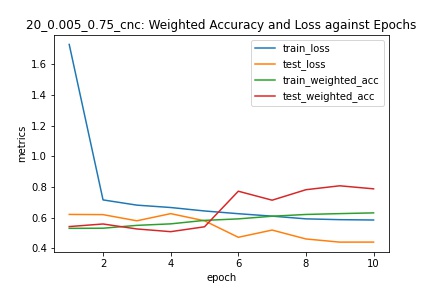 20_0.005_0.75_cnc: Weighted Accuracy and Loss against Epochs
train_loss
test_loss
train_weighted_acc
test_weighted_acc
metrics
1.6
1.4
1.2
1.0
0.8
0.6
0.4
2 4 6 8 10
epoch